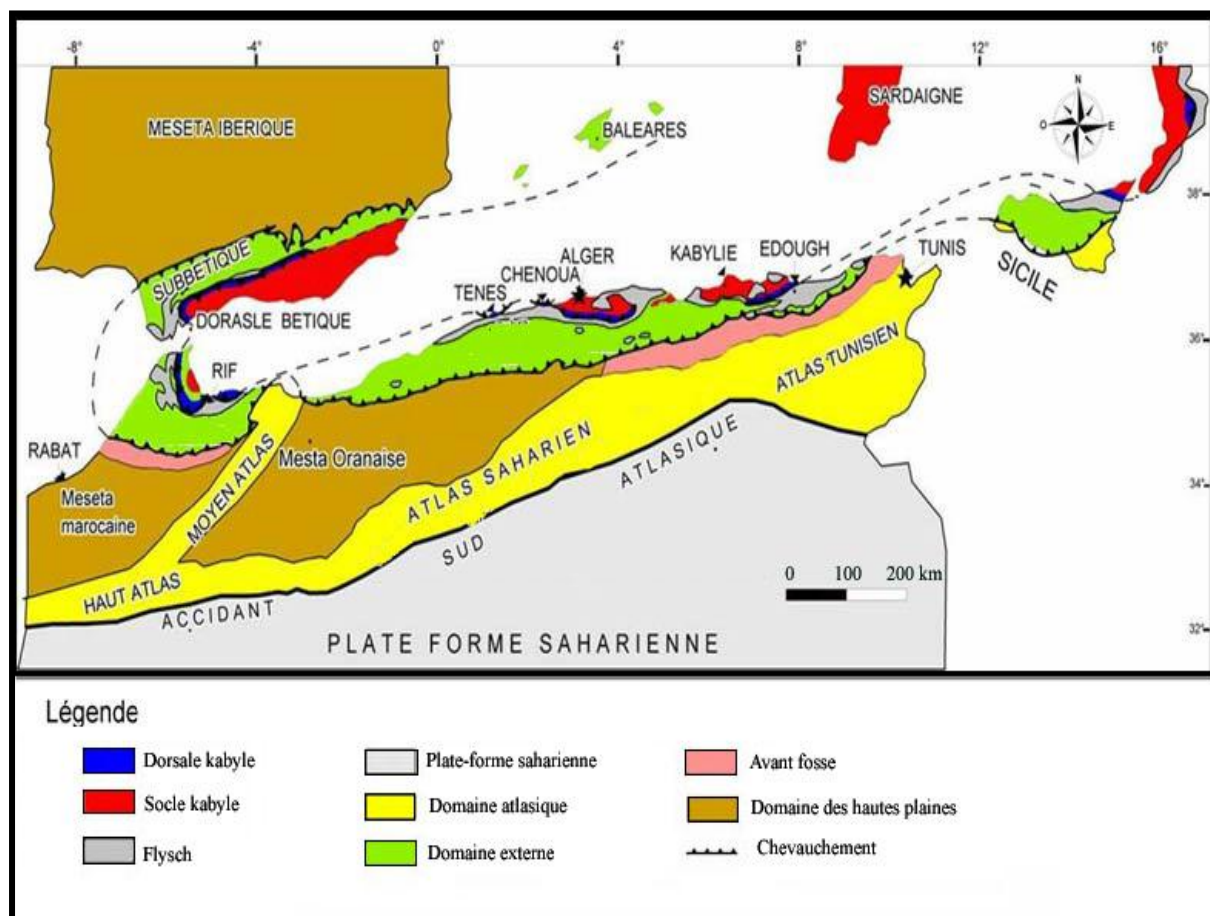 -8° -4° 0° 4° 8° 12° 16°
MESETA IBERIQUE
BALEARES
SARDAIGNE
N
O E
38°
SUBBETIQUE
DORASLE BETIQUE
TENES
CHENOUA
ALGER
KABYLIE
EDOUGH
TUNIS
SICILE
36°
RIF
RABAT
Meseta
marocaine
MOYEN ATLAS
Mesta Oranaise
ATLAS SAHARIEN
ATLAS TUNISIEN
34°
HAUT ATLAS
ACCIDANT SUD ATLASIQUE
0 100 200 km
32°
PLATE FORME SAHARIENNE
Légende
Dorsale kabyle
Plate-forme saharienne
Avant fosse
Socle kabyle
Domaine atlasique
Domaine des hautes plaines
Flysch
Domaine externe
Chevauchement